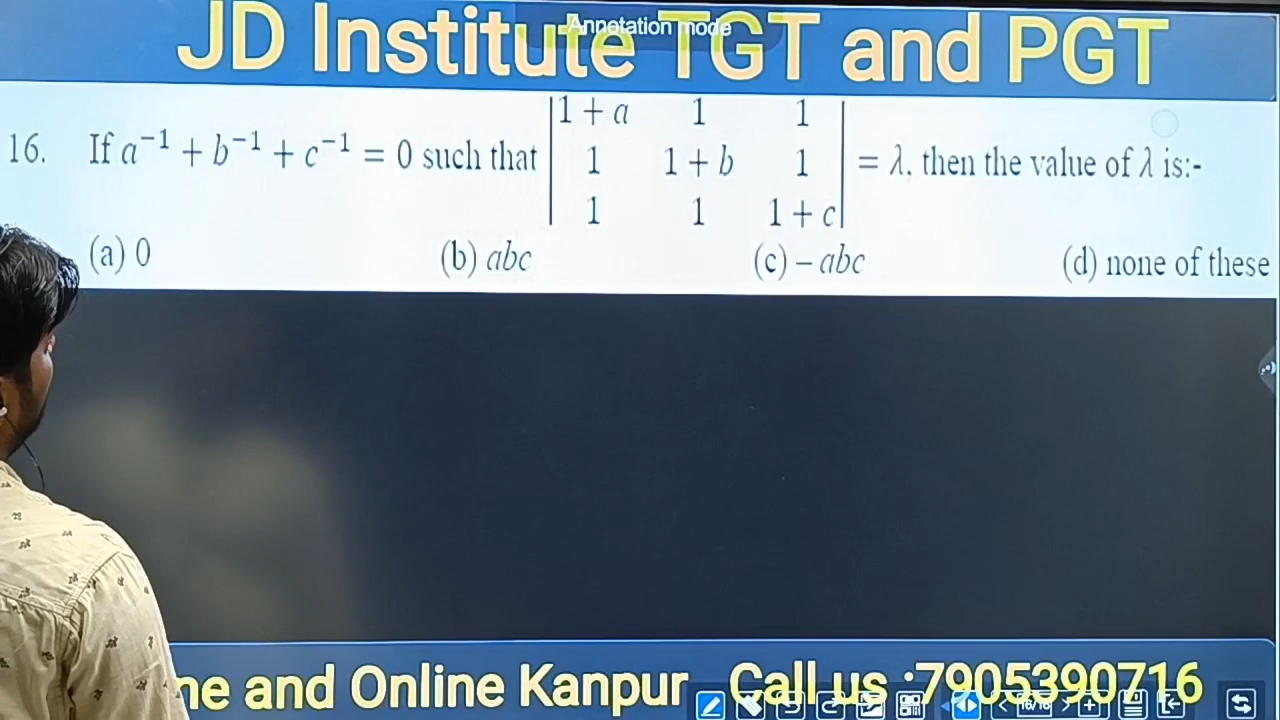 JD Institute TGT and PGT
Annotation mode
16. If a⁻¹ + b⁻¹ + c⁻¹ = 0 such that |1 + a 1 1| = λ, then the value of λ is:-
|1 1 + b 1|
|1 1 1 + c|
(a) 0 (b) abc (c) – abc (d) none of these
ne and Online Kanpur Call us :7905390716
16/16